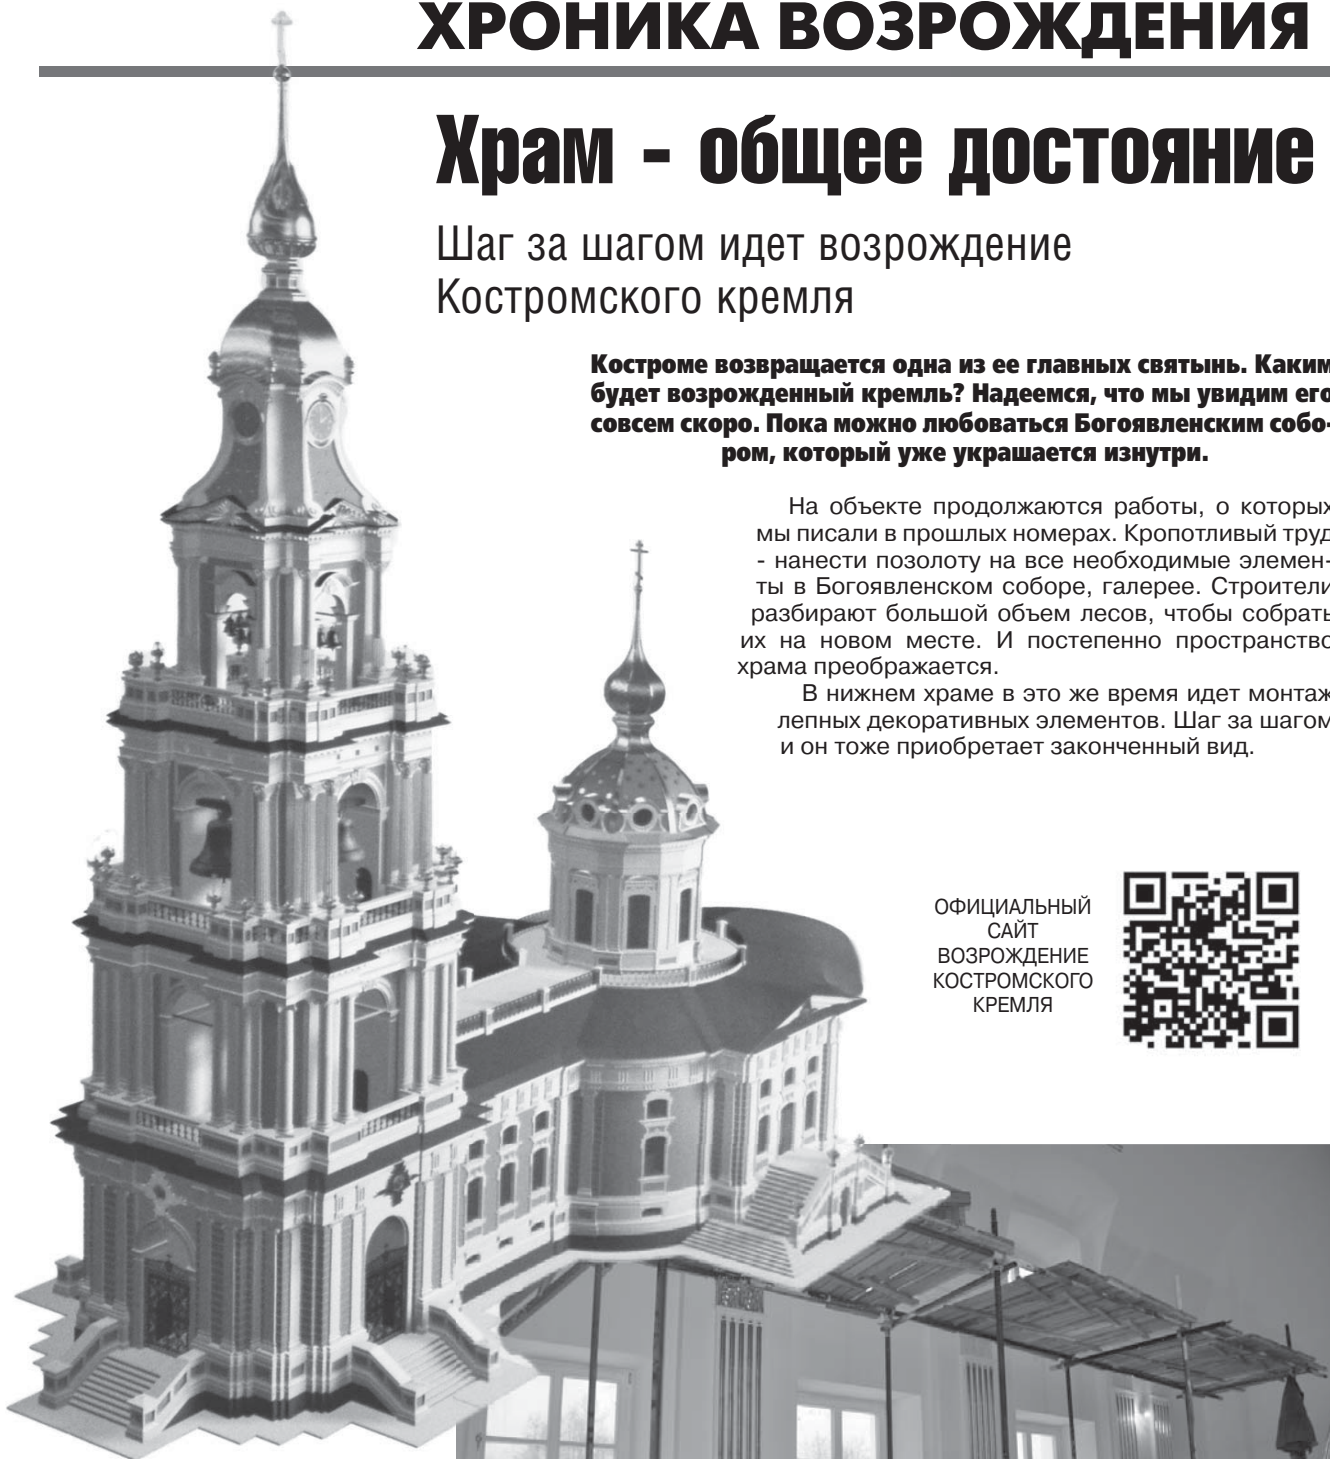 ХРОНИКА ВОЗРОЖДЕНИЯ
Храм - общее достояние
Шаг за шагом идет возрождение
Костромского кремля
Костроме возвращается одна из ее главных святынь. Каким
будет возрожденный кремль? Надеемся, что мы увидим его
совсем скоро. Пока можно любоваться Богоявленским собо-
ром, который уже украшается изнутри.
На объекте продолжаются работы, о которых
мы писали в прошлых номерах. Кропотливый труд
- нанести позолоту на все необходимые элемен-
ты в Богоявленском соборе, галерее. Строители
разбирают большой объем лесов, чтобы собрать
их на новом месте. И постепенно пространство
храма преображается.
В нижнем храме в это же время идет монтаж
лепных декоративных элементов. Шаг за шагом
и он тоже приобретает законченный вид.
ОФИЦИАЛЬНЫЙ
САЙТ
ВОЗРОЖДЕНИЕ
КОСТРОМСКОГО
КРЕМЛЯ